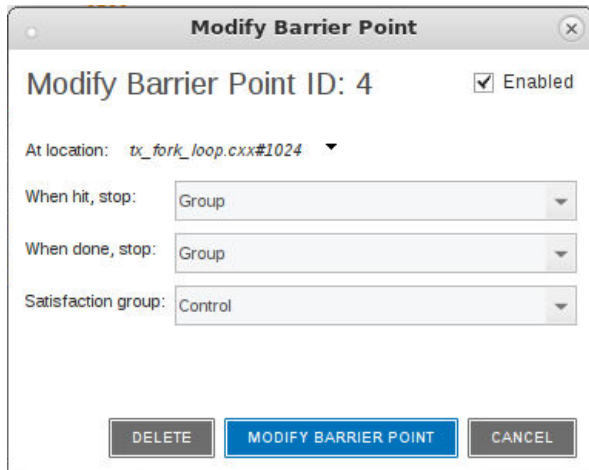 Modify Barrier Point
Modify Barrier Point ID: 4
Enabled
At location: tx_fork_loop.cxx#1024
When hit, stop: Group
When done, stop: Group
Satisfaction group: Control
DELETE MODIFY BARRIER POINT CANCEL